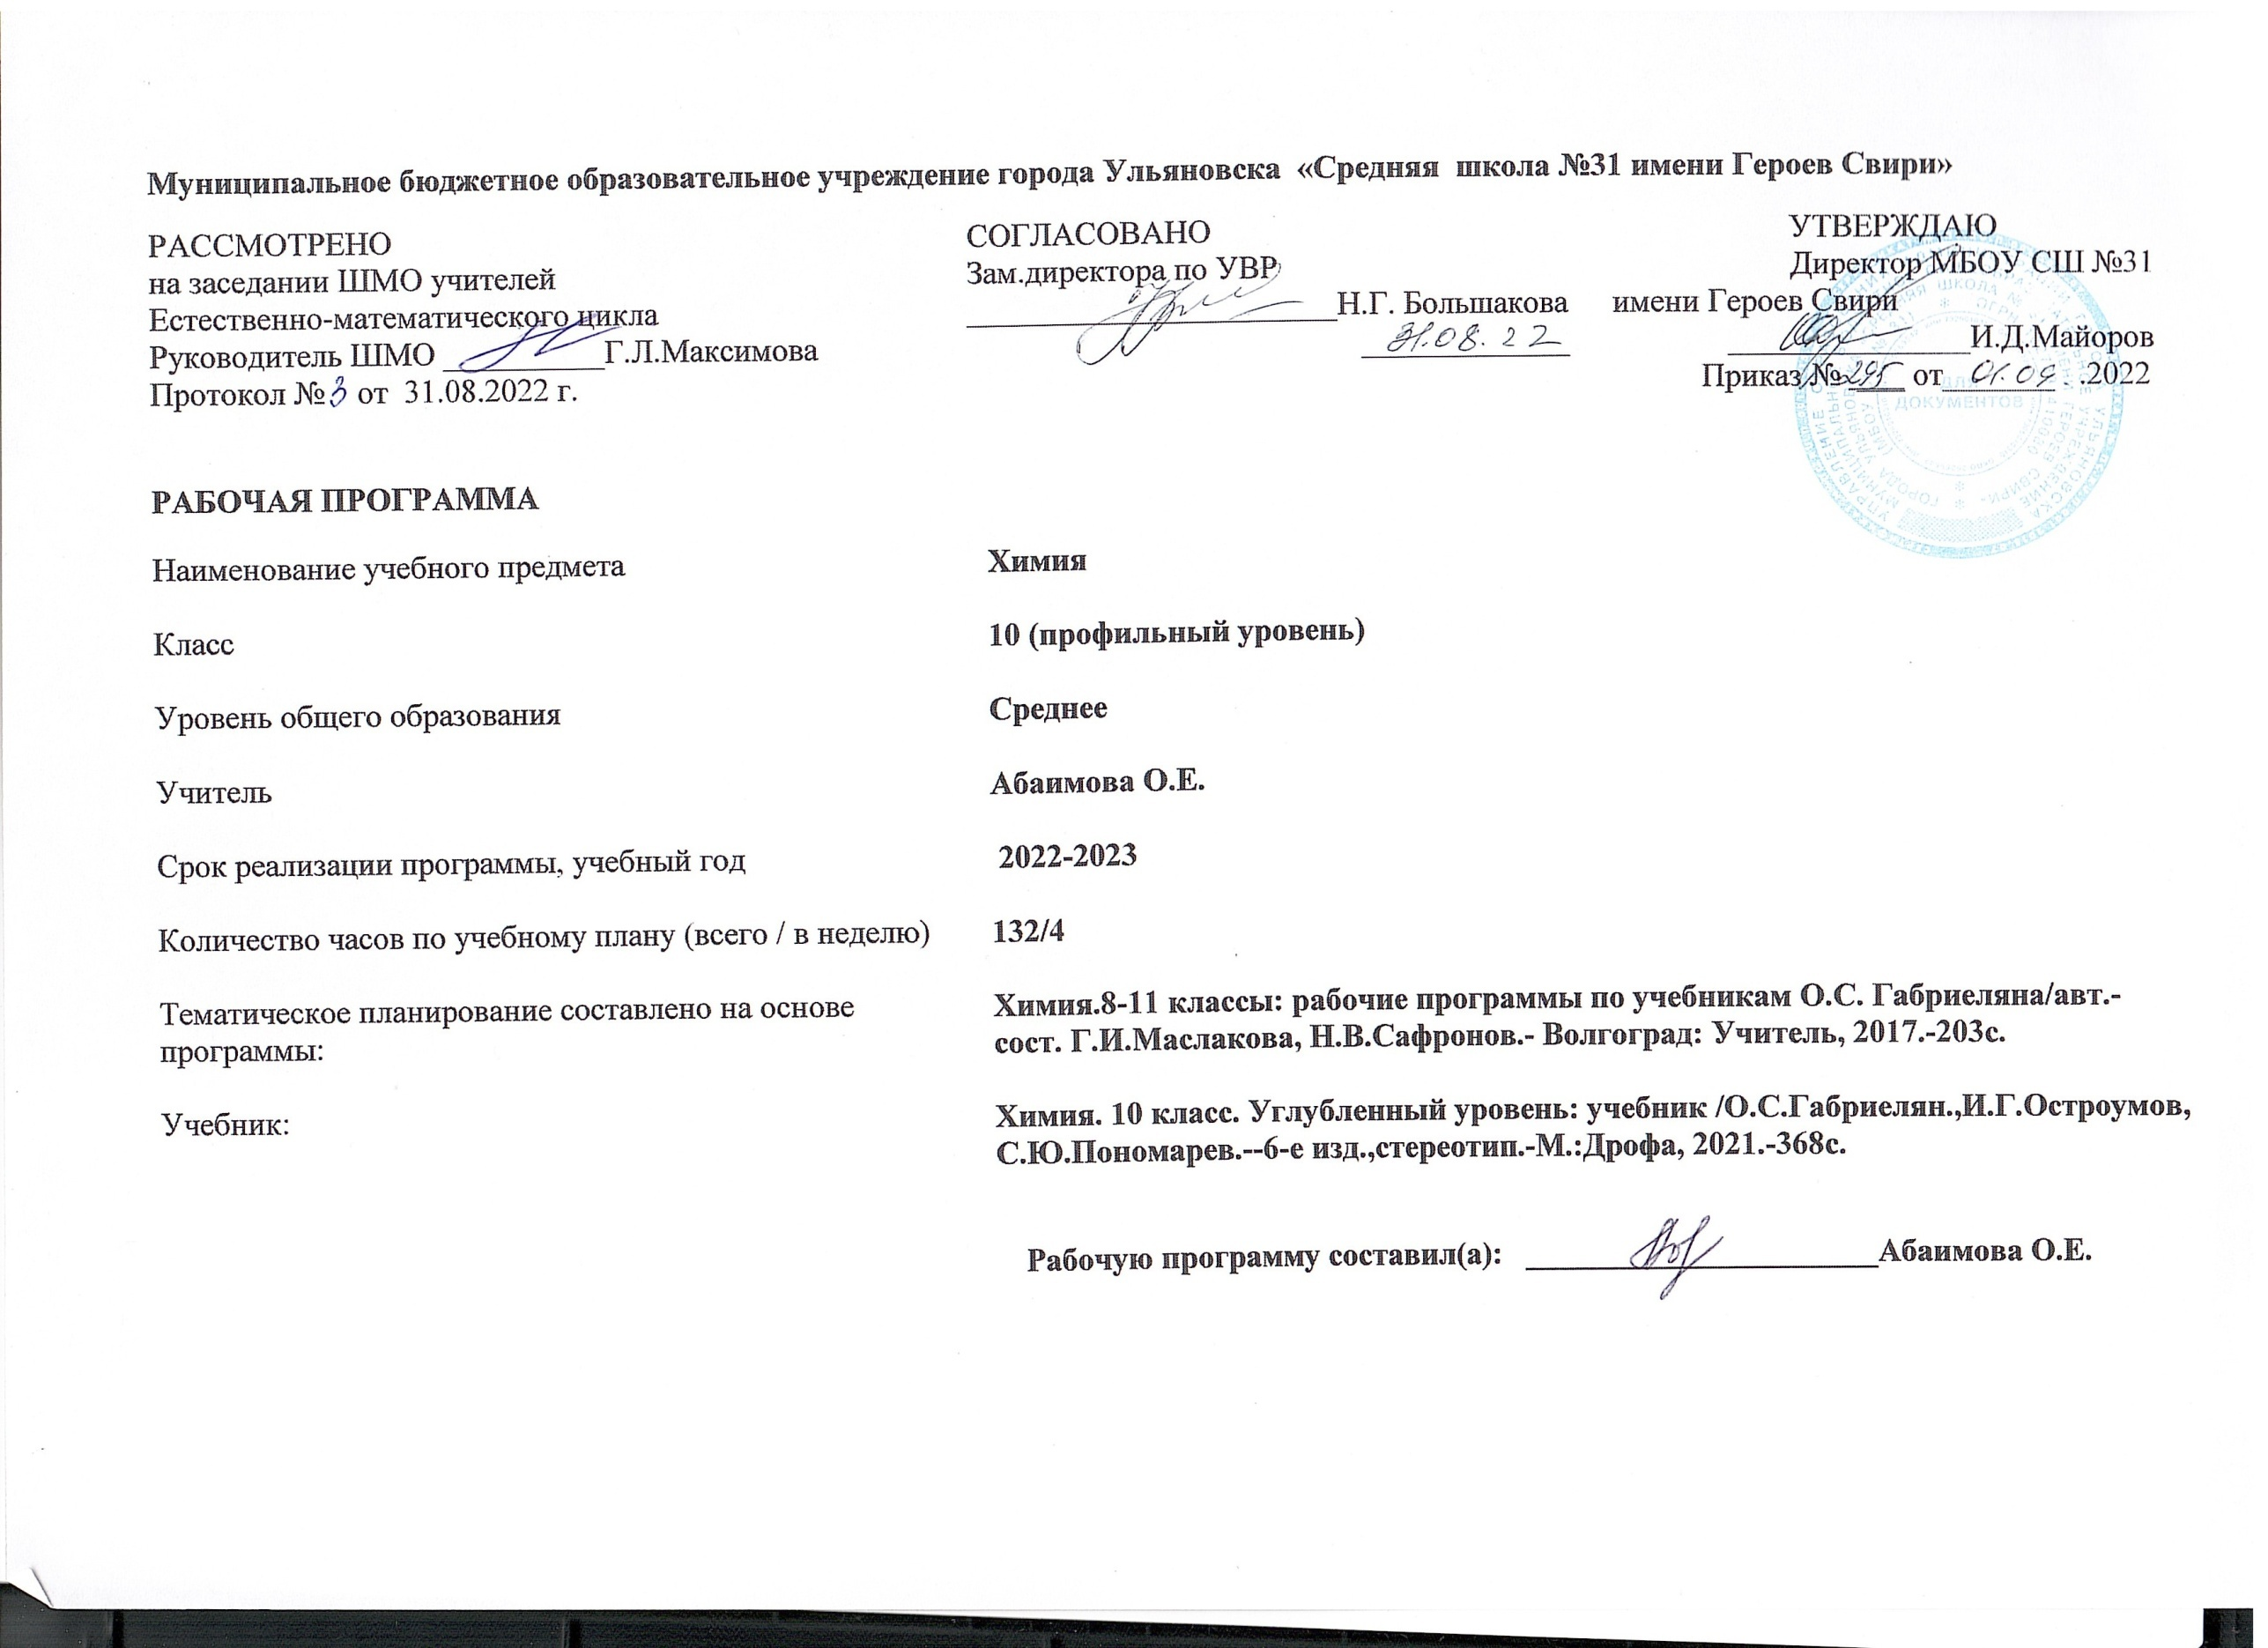 Муниципальное бюджетное образовательное учреждение города Ульяновска «Средняя школа №31 имени Героев Свири»
РАССМОТРЕНО
на заседании ШМО учителей
Естественно-математического цикла
Руководитель ШМО ___________Г.Л.Максимова
Протокол №3 от 31.08.2022 г.
СОГЛАСОВАНО
Зам.директора по УВР
_________________________Н.Г. Большакова
31.08.22
УТВЕРЖДАЮ
Директор МБОУ СШ №31
имени Героев Свири
________________И.Д.Майоров
Приказ №295 от 01.09. .2022
ДОКУМЕНТОВ
РАБОЧАЯ ПРОГРАММА
Наименование учебного предмета Химия
Класс 10 (профильный уровень)
Уровень общего образования Среднее
Учитель Абаимова О.Е.
Срок реализации программы, учебный год 2022-2023
Количество часов по учебному плану (всего / в неделю) 132/4
Тематическое планирование составлено на основе
программы:
Химия.8-11 классы: рабочие программы по учебникам О.С. Габриеляна/авт.-
сост. Г.И.Маслакова, Н.В.Сафронов.- Волгоград: Учитель, 2017.-203с.
Учебник:
Химия. 10 класс. Углубленный уровень: учебник /О.С.Габриелян.,И.Г.Остроумов,
С.Ю.Пономарев.--6-е изд.,стереотип.-М.:Дрофа, 2021.-368с.
Рабочую программу составил(а): ________________________Абаимова О.Е.